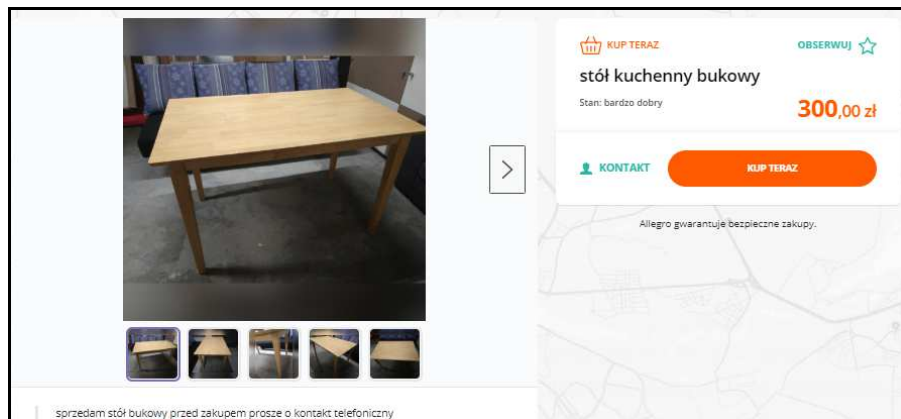 KUP TERAZ
OBSERWUJ
stół kuchenny bukowy
Stan: bardzo dobry
300,00 zł
KONTAKT
KUP TERAZ
Allegro gwarantuje bezpieczne zakupy.
sprzedam stół bukowy przed zakupem prosze o kontakt telefoniczny